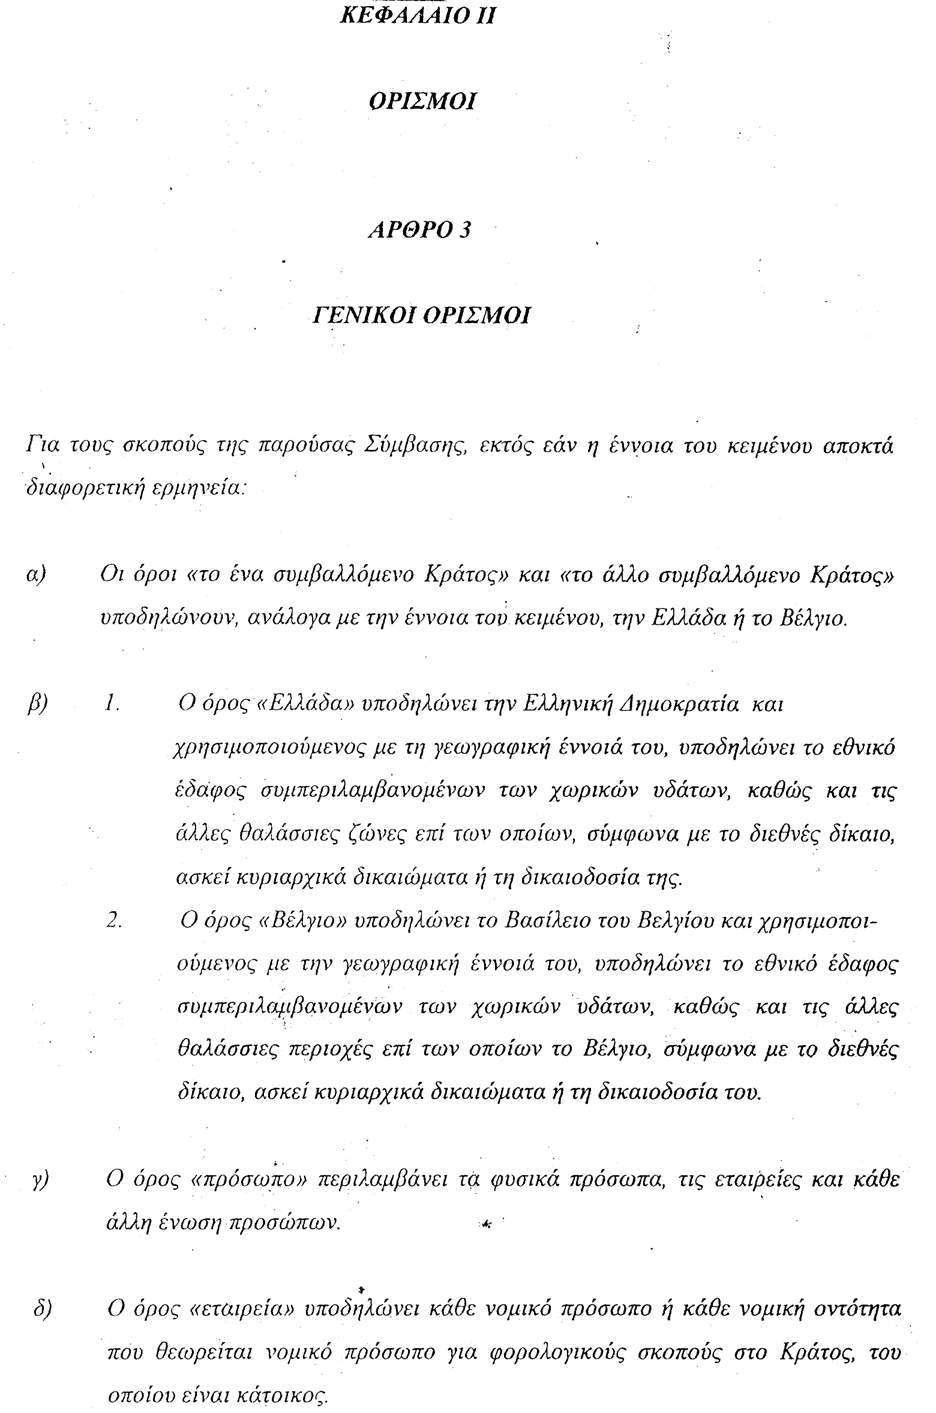 ΚΕΦΑΛΑΙΟ ΙΙ
ΟΡΙΣΜΟΙ
ΑΡΘΡΟ 3
ΓΕΝΙΚΟΙ ΟΡΙΣΜΟΙ
Για τους σκοπούς της παρούσας Σύμβασης, εκτός εάν η έννοια του κειμένου αποκτά
διαφορετική ερμηνεία:
α) Οι όροι «το ένα συμβαλλόμενο Κράτος» και «το άλλο συμβαλλόμενο Κράτος»
υποδηλώνουν, ανάλογα με την έννοια του κειμένου, την Ελλάδα ή το Βέλγιο.
β) 1. Ο όρος «Ελλάδα» υποδηλώνει την Ελληνική Δημοκρατία και
χρησιμοποιούμενος με τη γεωγραφική έννοιά του, υποδηλώνει το εθνικό
έδαφος συμπεριλαμβανομένων των χωρικών υδάτων, καθώς και τις
άλλες θαλάσσιες ζώνες επί των οποίων, σύμφωνα με το διεθνές δίκαιο,
ασκεί κυριαρχικά δικαιώματα ή τη δικαιοδοσία της.
2. Ο όρος «Βέλγιο» υποδηλώνει το Βασίλειο του Βελγίου και χρησιμοποι-
ούμενος με την γεωγραφική έννοιά του, υποδηλώνει το εθνικό έδαφος
συμπεριλαμβανομένων των χωρικών υδάτων, καθώς και τις άλλες
θαλάσσιες περιοχές επί των οποίων το Βέλγιο, σύμφωνα με το διεθνές
δίκαιο, ασκεί κυριαρχικά δικαιώματα ή τη δικαιοδοσία του.
γ) Ο όρος «πρόσωπο» περιλαμβάνει τα φυσικά πρόσωπα, τις εταιρείες και κάθε
άλλη ένωση προσώπων.
δ) Ο όρος «εταιρεία» υποδηλώνει κάθε νομικό πρόσωπο ή κάθε νομική οντότητα
που θεωρείται νομικό πρόσωπο για φορολογικούς σκοπούς στο Κράτος, του
οποίου είναι κάτοικος.